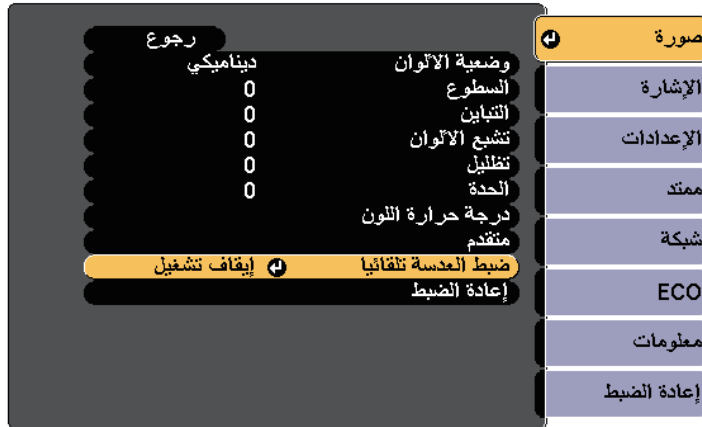 رجوع
وضعية الألوان ديناميكي
السطوع 0
التباين 0
تشبع الألوان 0
تظليل 0
الحدة 0
درجة حرارة اللون
متقدم
ضبط العدسة تلقائيا إيقاف تشغيل
إعادة الضبط
صورة
الإشارة
الإعدادات
ممتد
شبكة
ECO
معلومات
إعادة الضبط